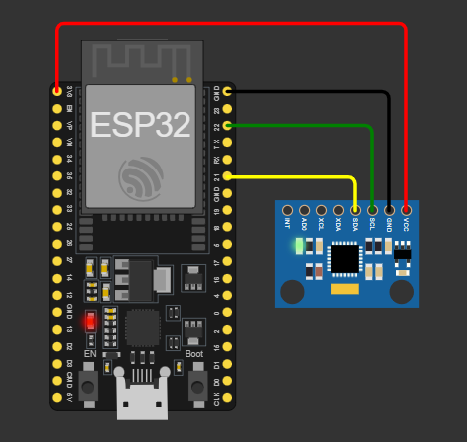 ESP32
3V3
EN
VP
VN
34
35
32
33
25
26
27
14
12
GND
13
D2
D3
CMD
5V
GND
23
22
TX
RX
21
GND
19
18
5
17
16
4
0
2
15
D1
D0
CLK
EN
Boot
INT
AD0
XCL
XDA
SDA
SCL
GND
VCC